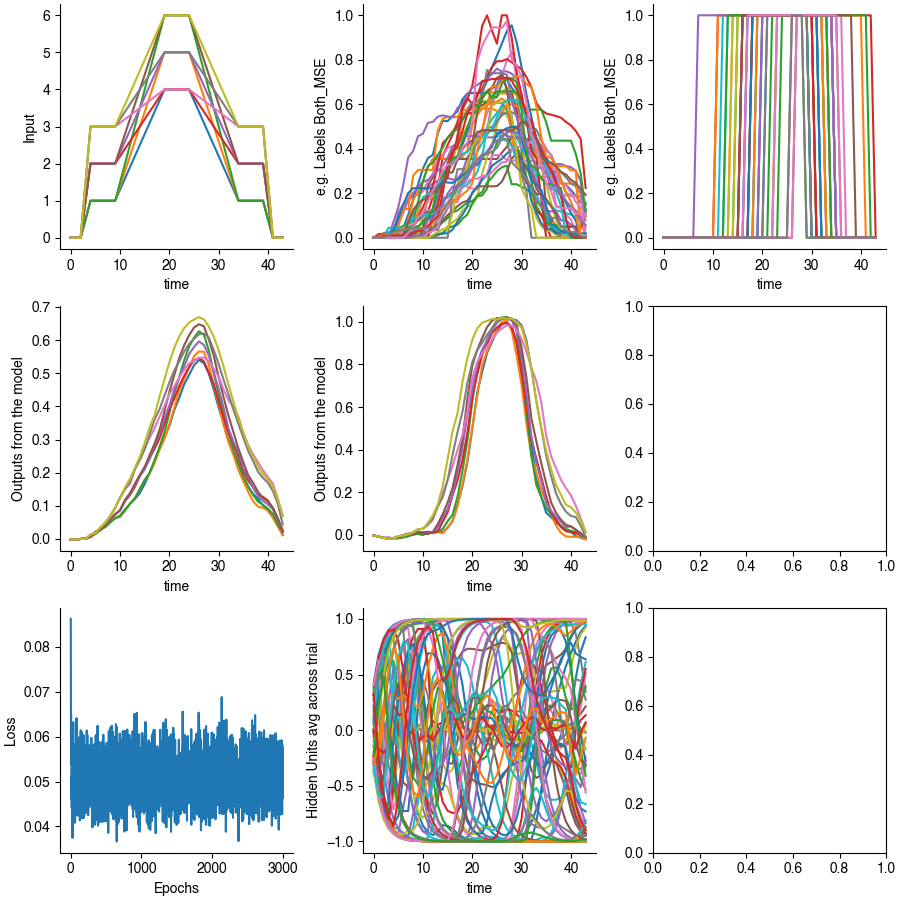 6
5
4
3
2
1
0
Input
0 10 20 30 40
time
1.0
0.8
0.6
0.4
0.2
0.0
e.g. Labels Both_MSE
0 10 20 30 40
time
1.0
0.8
0.6
0.4
0.2
0.0
e.g. Labels Both_MSE
0 20 40
time
0.7
0.6
0.5
0.4
0.3
0.2
0.1
0.0
Outputs from the model
0 10 20 30 40
time
1.0
0.8
0.6
0.4
0.2
0.0
Outputs from the model
0 10 20 30 40
time
1.0
0.8
0.6
0.4
0.2
0.0
0.0 0.2 0.4 0.6 0.8 1.0
0.08
0.07
0.06
0.05
0.04
Loss
0 1000 2000 3000
Epochs
1.0
0.5
0.0
−0.5
−1.0
Hidden Units avg across trial
0 10 20 30 40
time
1.0
0.8
0.6
0.4
0.2
0.0
0.0 0.2 0.4 0.6 0.8 1.0